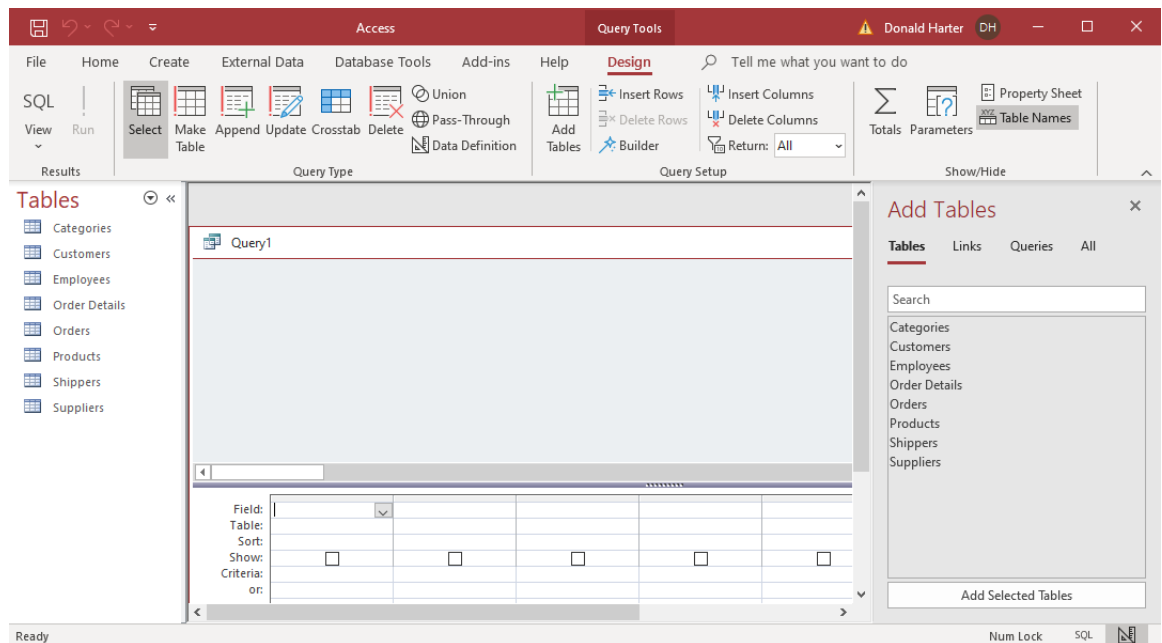 Access Query Tools Donald Harter DH
File Home Create External Data Database Tools Add-ins Help Design Tell me what you want to do
SQL
View
Run
Results
Select
Make
Table
Append
Update
Crosstab
Delete
Union
Pass-Through
Data Definition
Query Type
Add
Tables
Insert Rows
Delete Rows
Builder
Insert Columns
Delete Columns
Return: All
Query Setup
Totals
Parameters
Property Sheet
XYZ Table Names
Show/Hide
Tables
Categories
Customers
Employees
Order Details
Orders
Products
Shippers
Suppliers
Query1
Field:
Table:
Sort:
Show:
Criteria:
or:
Add Tables
Tables Links Queries All
Search
Categories
Customers
Employees
Order Details
Orders
Products
Shippers
Suppliers
Add Selected Tables
Ready Num Lock SQL